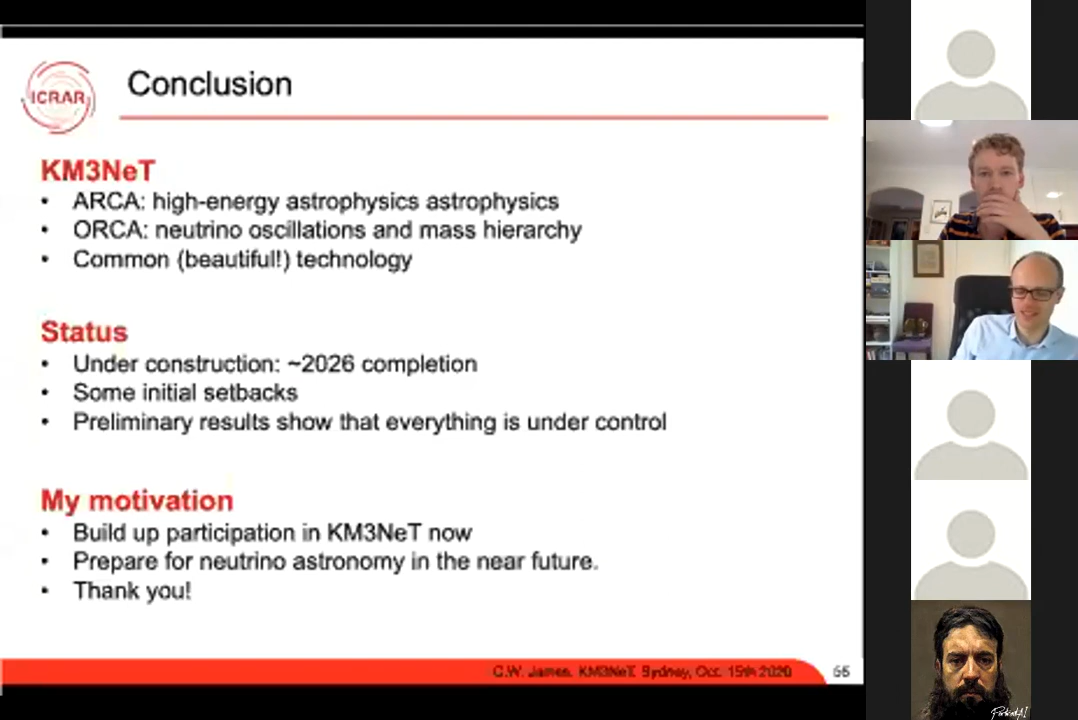 ICRAR
Conclusion
KM3NeT
• ARCA: high-energy astrophysics astrophysics
• ORCA: neutrino oscillations and mass hierarchy
• Common (beautiful!) technology
Status
• Under construction: ~2026 completion
• Some initial setbacks
• Preliminary results show that everything is under control
My motivation
• Build up participation in KM3NeT now
• Prepare for neutrino astronomy in the near future.
• Thank you!
C.W. James, KM3NeT, Sydney, Oct. 15th 2020